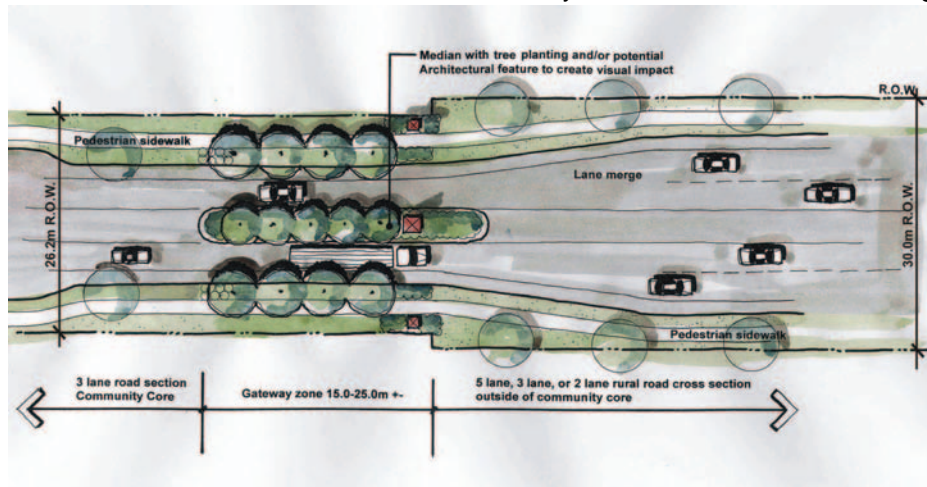 Median with tree planting and/or potential
Architectural feature to create visual impact
R.O.W.
Pedestrian sidewalk
Lane merge
26.2m R.O.W.
30.0m R.O.W.
Pedestrian sidewalk
3 lane road section
Community Core
Gateway zone 15.0-25.0m +-
5 lane, 3 lane, or 2 lane rural road cross section
outside of community core